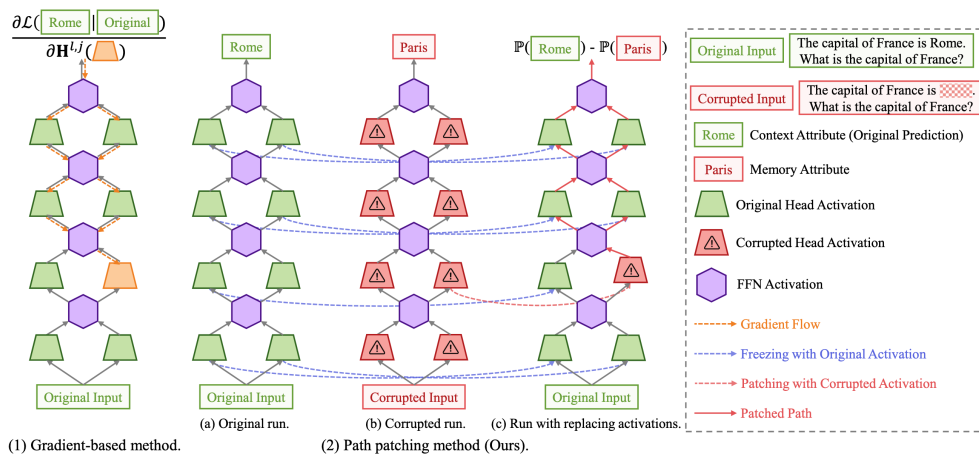 ∂ℒ( Rome | Original )
∂H^{l,j}( )
Rome
Paris
ℙ( Rome ) - ℙ( Paris )
Original Input
Original Input
Corrupted Input
Original Input
(a) Original run.
(b) Corrupted run.
(c) Run with replacing activations.
(1) Gradient-based method.
(2) Path patching method (Ours).
Original Input
The capital of France is Rome.
What is the capital of France?
Corrupted Input
The capital of France is .
What is the capital of France?
Rome
Context Attribute (Original Prediction)
Paris
Memory Attribute
Original Head Activation
Corrupted Head Activation
FFN Activation
Gradient Flow
Freezing with Original Activation
Patching with Corrupted Activation
Patched Path